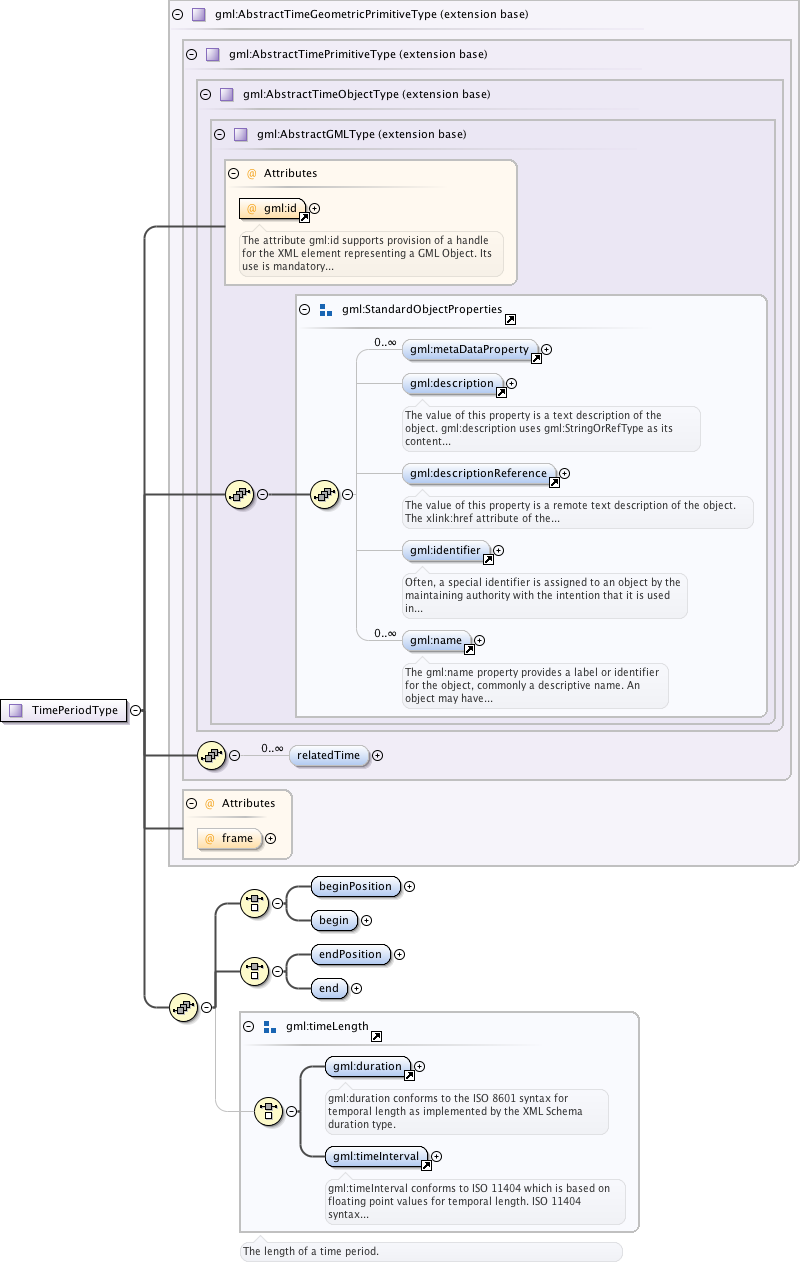 gml:AbstractTimeGeometricPrimitiveType (extension base)
gml:AbstractTimePrimitiveType (extension base)
gml:AbstractTimeObjectType (extension base)
gml:AbstractGMLType (extension base)
@ Attributes
@ gml:id
The attribute gml:id supports provision of a handle
for the XML element representing a GML Object. Its
use is mandatory...
gml:StandardObjectProperties
0..∞
gml:metaDataProperty
gml:description
The value of this property is a text description of the
object. gml:description uses gml:StringOrRefType as its
content...
gml:descriptionReference
The value of this property is a remote text description of the object.
The xlink:href attribute of the...
gml:identifier
Often, a special identifier is assigned to an object by the
maintaining authority with the intention that it is used
in...
0..∞
gml:name
The gml:name property provides a label or identifier
for the object, commonly a descriptive name. An
object may have...
TimePeriodType
0..∞
relatedTime
@ Attributes
@ frame
beginPosition
begin
endPosition
end
gml:timeLength
gml:duration
gml:duration conforms to the ISO 8601 syntax for
temporal length as implemented by the XML Schema
duration type.
gml:timeInterval
gml:timeInterval conforms to ISO 11404 which is based on
floating point values for temporal length. ISO 11404
syntax...
The length of a time period.